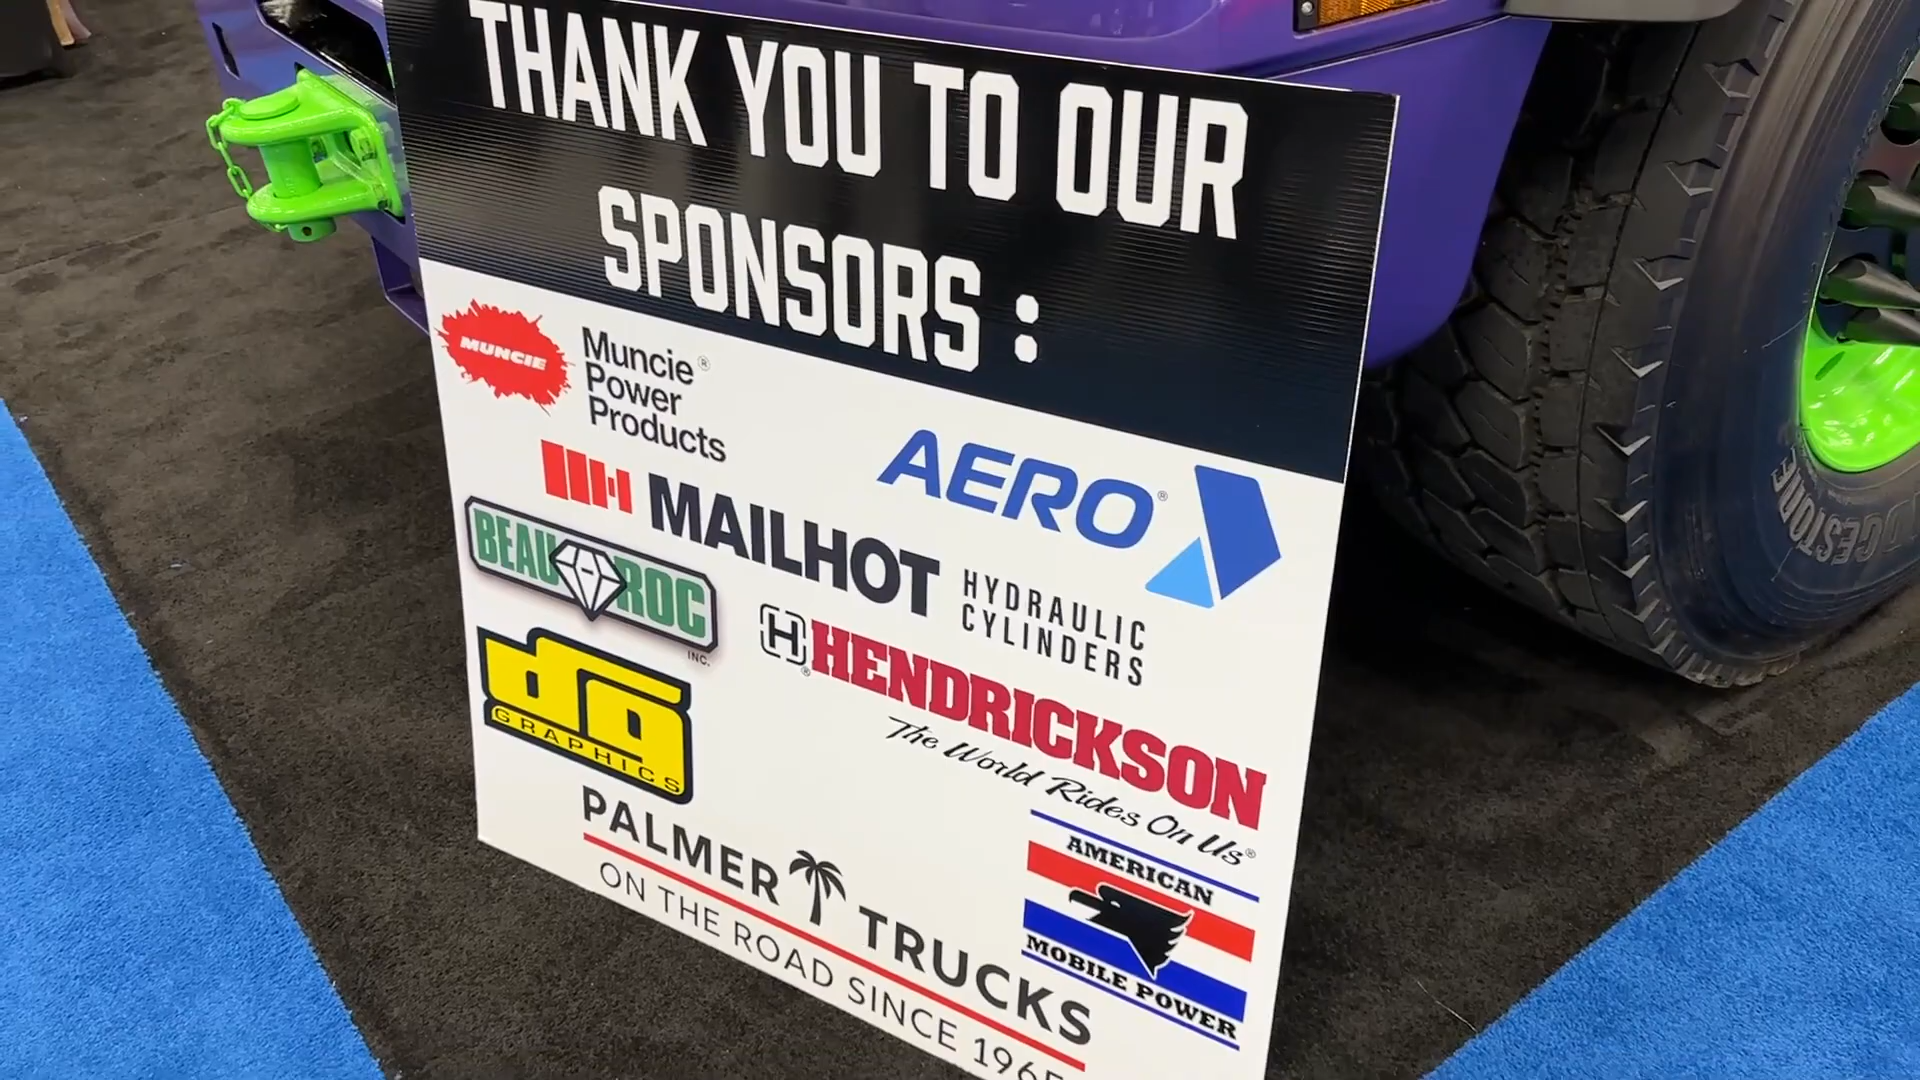 THANK YOU TO OUR
SPONSORS :
MUNCIE
Muncie®
Power
Products
AERO®
MAILHOT
HYDRAULIC
CYLINDERS
BEAU ROC
INC.
HENDRICKSON
The World Rides On Us®
dg
GRAPHICS
PALMER TRUCKS
ON THE ROAD SINCE 1965
AMERICAN
MOBILE POWER